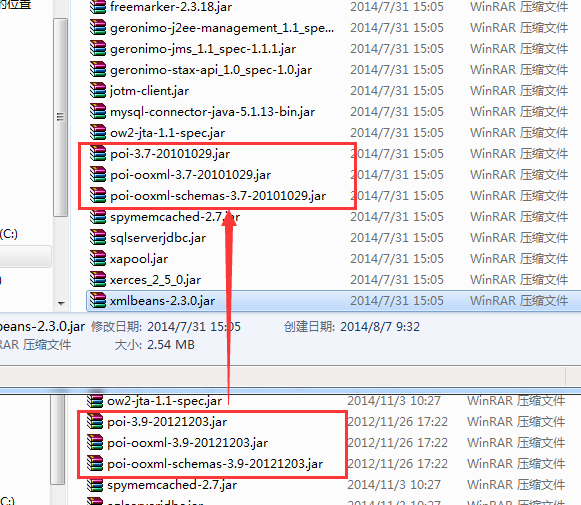 的位置
freemarker-2.3.18.jar 2014/7/31 15:05 WinRAR 压缩文件
geronimo-j2ee-management_1.1_spe... 2014/7/31 15:05 WinRAR 压缩文件
geronimo-jms_1.1_spec-1.1.1.jar 2014/7/31 15:05 WinRAR 压缩文件
geronimo-stax-api_1.0_spec-1.0.jar 2014/7/31 15:05 WinRAR 压缩文件
jotm-client.jar 2014/7/31 15:05 WinRAR 压缩文件
mysql-connector-java-5.1.13-bin.jar 2014/7/31 15:05 WinRAR 压缩文件
ow2-jta-1.1-spec.jar 2014/7/31 15:05 WinRAR 压缩文件
poi-3.7-20101029.jar 2014/7/31 15:05 WinRAR 压缩文件
poi-ooxml-3.7-20101029.jar 2014/7/31 15:05 WinRAR 压缩文件
poi-ooxml-schemas-3.7-20101029.jar 2014/7/31 15:05 WinRAR 压缩文件
spymemcached-2.7.jar 2014/7/31 15:05 WinRAR 压缩文件
(C:) sqlserverjdbc.jar 2014/7/31 15:05 WinRAR 压缩文件
xapool.jar 2014/7/31 15:05 WinRAR 压缩文件
) xerces_2_5_0.jar 2014/7/31 15:05 WinRAR 压缩文件
xmlbeans-2.3.0.jar 2014/7/31 15:05 WinRAR 压缩文件
beans-2.3.0.jar 修改日期: 2014/7/31 15:05 创建日期: 2014/8/7 9:32
RAR 压缩文件 大小: 2.54 MB
ow2-jta-1.1-spec.jar 2014/11/3 10:27 WinRAR 压缩文件
poi-3.9-20121203.jar 2012/12/26 17:22 WinRAR 压缩文件
poi-ooxml-3.9-20121203.jar 2012/12/26 17:22 WinRAR 压缩文件
poi-ooxml-schemas-3.9-20121203.jar 2012/12/26 17:22 WinRAR 压缩文件
spymemcached-2.7.jar 2014/11/3 10:27 WinRAR 压缩文件
C:) sqlserverjdbc.jar 2014/11/3 10:27 WinRAR 压缩文件